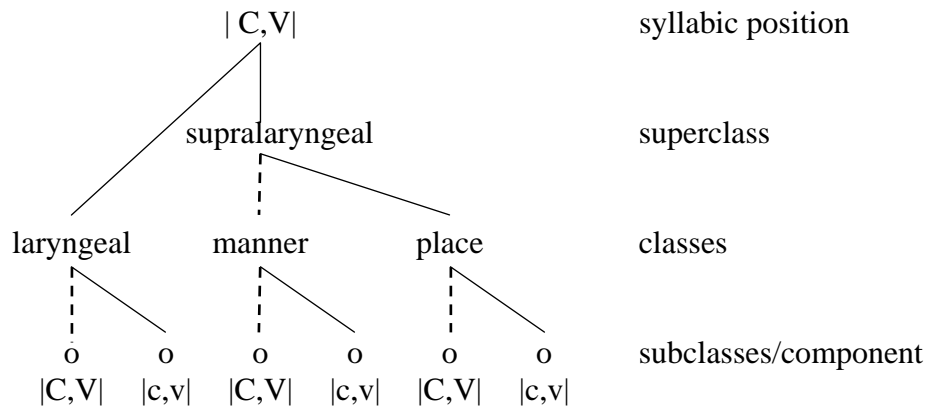 | C,V| syllabic position
supralaryngeal superclass
laryngeal manner place classes
o o o o o o subclasses/component
|C,V| |c,v| |C,V| |c,v| |C,V| |c,v|